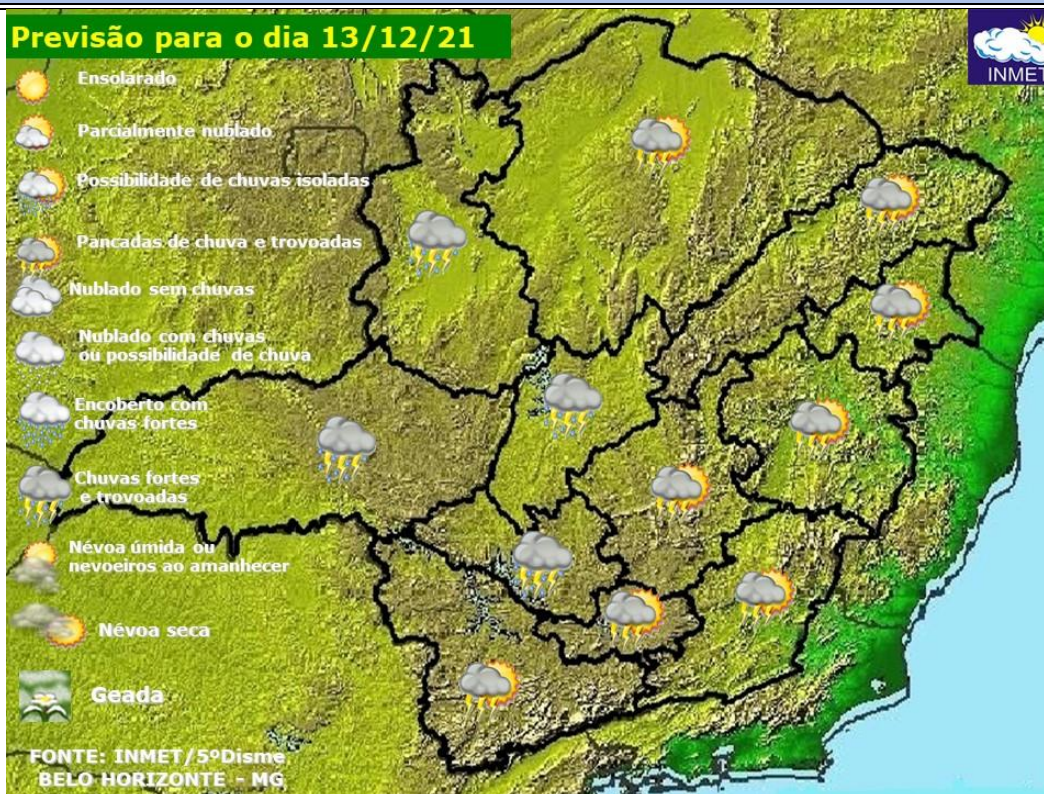 Previsão para o dia 13/12/21
INMET
Ensolarado
Parcialmente nublado
Possibilidade de chuvas isoladas
Pancadas de chuva e trovoadas
Nublado sem chuvas
Nublado com chuvas
ou possibilidade de chuva
Encoberto com
chuvas fortes
Chuvas fortes
e trovoadas
Névoa úmida ou
nevoeiros ao amanhecer
Névoa seca
Geada
FONTE: INMET/5ºDisme
BELO HORIZONTE - MG